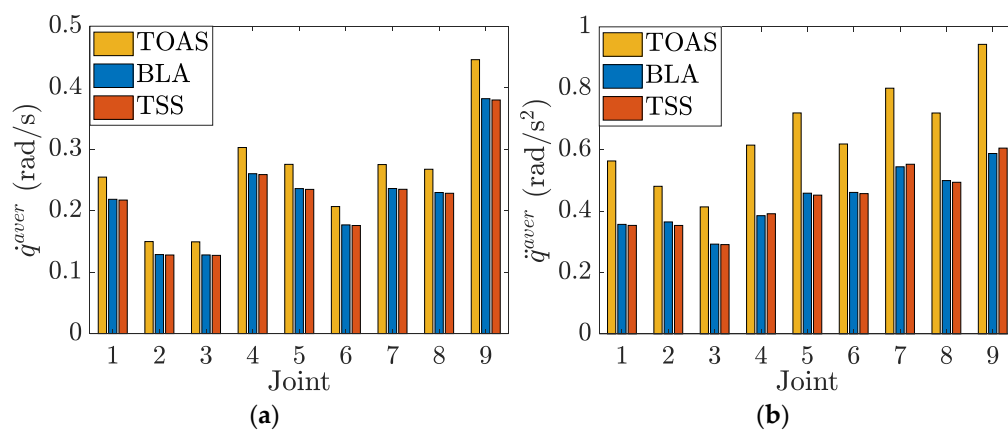 0.5
0.4
0.3
0.2
0.1
0
q̇^{aver} (rad/s)
TOAS
BLA
TSS
1 2 3 4 5 6 7 8 9
Joint
(a)
1
0.8
0.6
0.4
0.2
0
q̈^{aver} (rad/s²)
TOAS
BLA
TSS
1 2 3 4 5 6 7 8 9
Joint
(b)